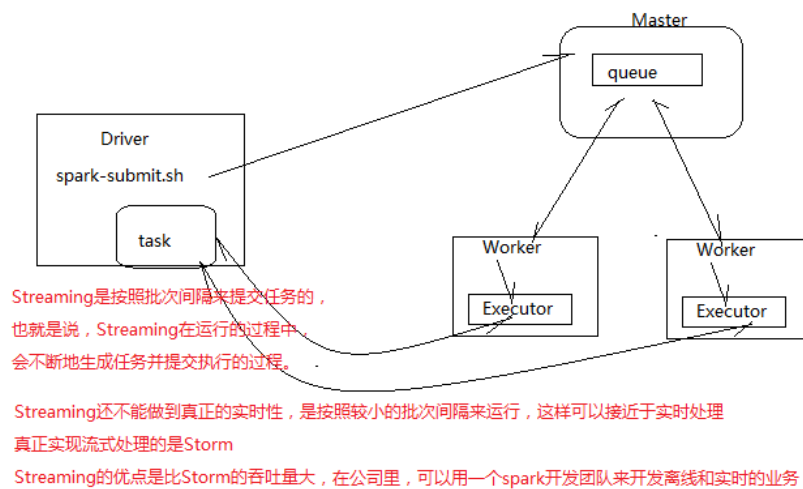 Master
queue
Driver
spark-submit.sh
task
Worker
Executor
Worker
Executor
Streaming是按照批次间隔来提交任务的，
也就是说，Streaming在运行的过程中，
会不断地生成任务并提交执行的过程。
Streaming还不能做到真正的实时性，是按照较小的批次间隔来运行，这样可以接近于实时处理
真正实现流式处理的是Storm
Streaming的优点是比Storm的吞吐量大，在公司里，可以用一个spark开发团队来开发离线和实时的业务